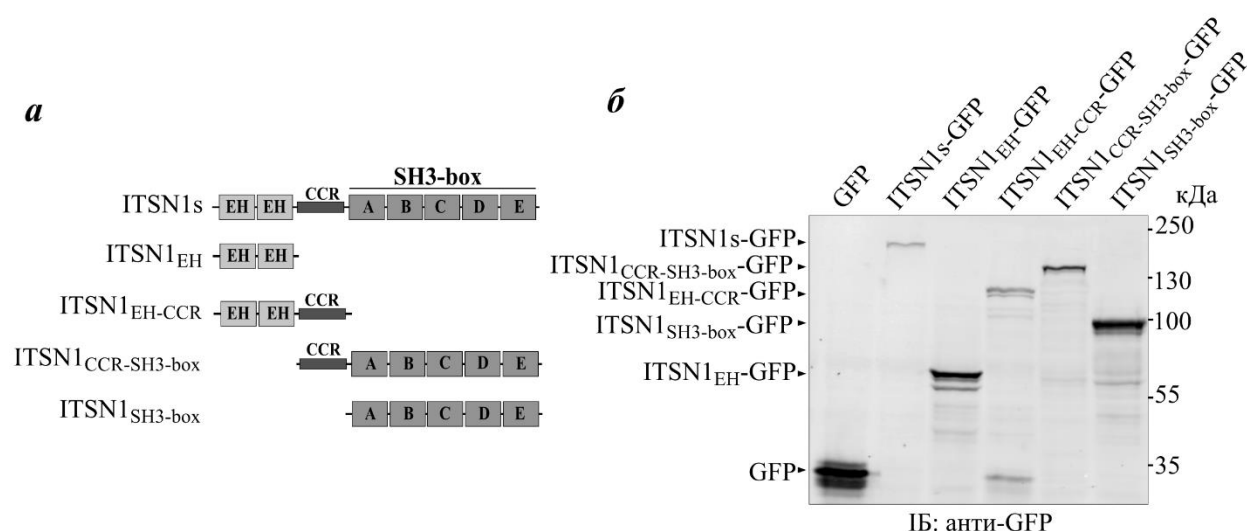 а
SH3-box
CCR
ITSN1s
EH EH
A B C D E
ITSN1EH
EH EH
ITSN1EH-CCR
CCR
EH EH
ITSN1CCR-SH3-box
CCR
A B C D E
ITSN1SH3-box
A B C D E
б
GFP
ITSN1s-GFP
ITSN1EH-GFP
ITSN1EH-CCR-GFP
ITSN1CCR-SH3-box-GFP
ITSN1SH3-box-GFP
кДа
ITSN1s-GFP
ITSN1CCR-SH3-box-GFP
ITSN1EH-CCR-GFP
ITSN1SH3-box-GFP
ITSN1EH-GFP
GFP
250
130
100
55
35
ІБ: анти-GFP